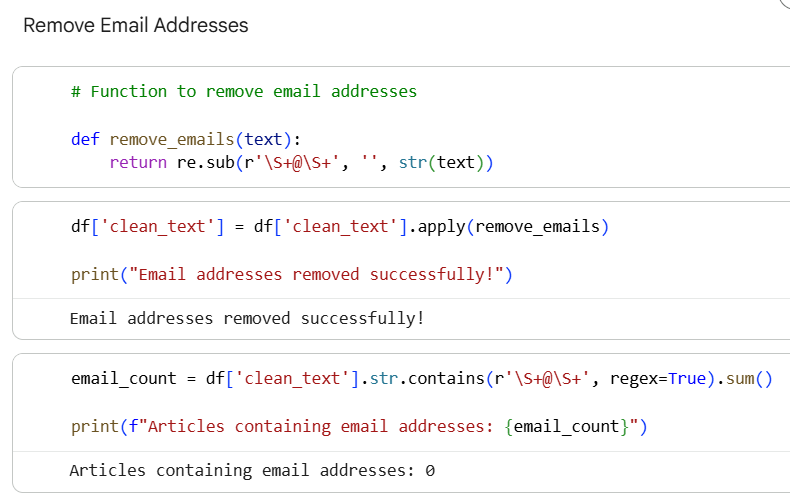 Remove Email Addresses
# Function to remove email addresses
def remove_emails(text):
    return re.sub(r'\S+@\S+', '', str(text))
df['clean_text'] = df['clean_text'].apply(remove_emails)
print("Email addresses removed successfully!")
Email addresses removed successfully!
email_count = df['clean_text'].str.contains(r'\S+@\S+', regex=True).sum()
print(f"Articles containing email addresses: {email_count}")
Articles containing email addresses: 0